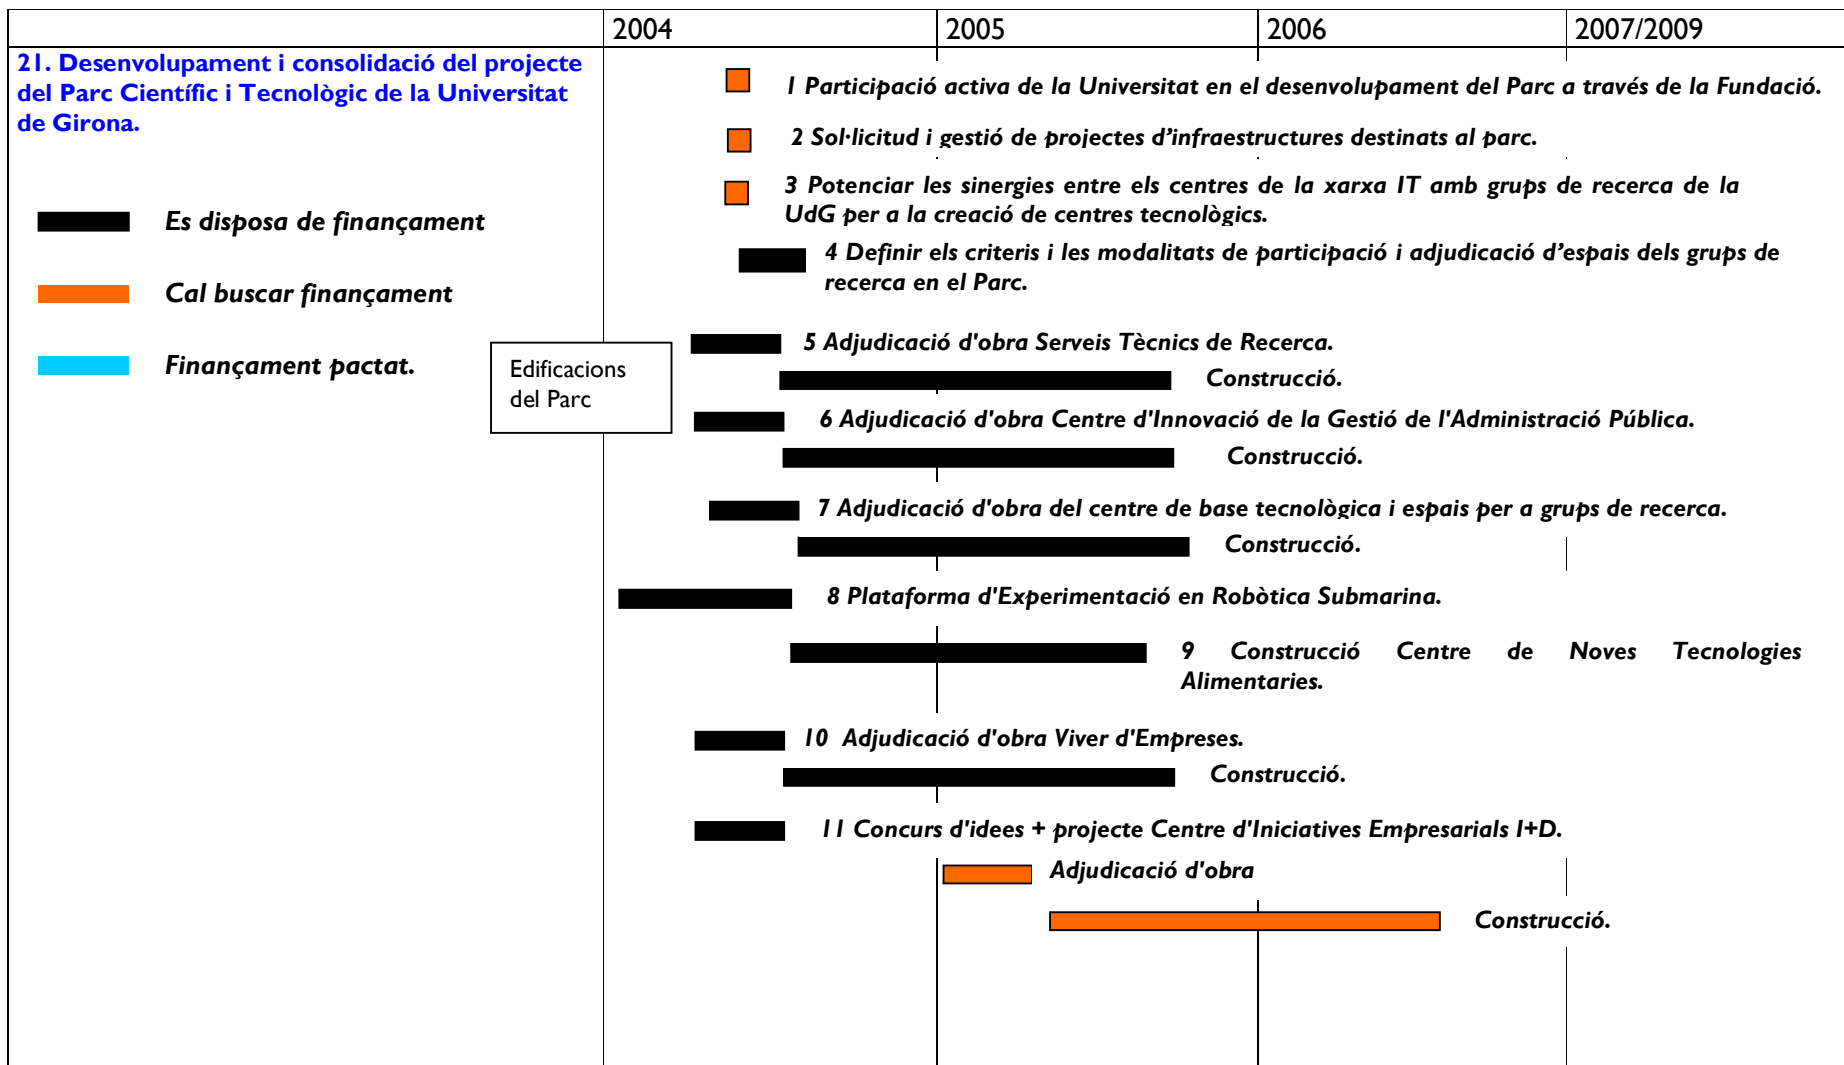 2004 2005 2006 2007/2009
21. Desenvolupament i consolidació del projecte
del Parc Científic i Tecnològic de la Universitat
de Girona.
Es disposa de finançament
Cal buscar finançament
Finançament pactat.
1 Participació activa de la Universitat en el desenvolupament del Parc a través de la Fundació.
2 Sol·licitud i gestió de projectes d’infraestructures destinats al parc.
3 Potenciar les sinergies entre els centres de la xarxa IT amb grups de recerca de la
UdG per a la creació de centres tecnològics.
4 Definir els criteris i les modalitats de participació i adjudicació d’espais dels grups de
recerca en el Parc.
Edificacions
del Parc
5 Adjudicació d'obra Serveis Tècnics de Recerca.
Construcció.
6 Adjudicació d'obra Centre d'Innovació de la Gestió de l'Administració Pública.
Construcció.
7 Adjudicació d'obra del centre de base tecnològica i espais per a grups de recerca.
Construcció.
8 Plataforma d'Experimentació en Robòtica Submarina.
9 Construcció Centre de Noves Tecnologies
Alimentaries.
10 Adjudicació d'obra Viver d'Empreses.
Construcció.
11 Concurs d'idees + projecte Centre d'Iniciatives Empresarials I+D.
Adjudicació d'obra
Construcció.